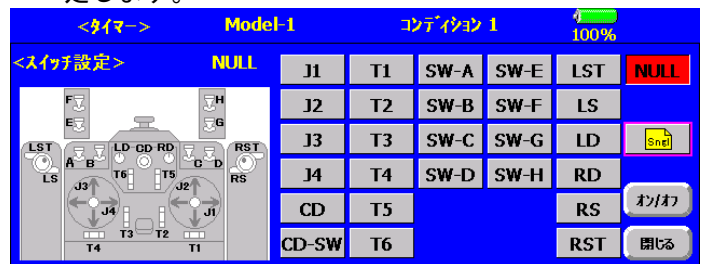 定します。
<タイマー> Model-1 コンディション 1 100%
<スイッチ設定> NULL
J1 T1 SW-A SW-E LST NULL
J2 T2 SW-B SW-F LS
J3 T3 SW-C SW-G LD Sngl
J4 T4 SW-D SW-H RD
CD T5 RS オン/オフ
CD-SW T6 RST 閉じる
F H
E G
LST LD CD RD RST
A B C D
LS T6 T5 RS
J3 J2
J4 J1
T3 T2
T4 T1